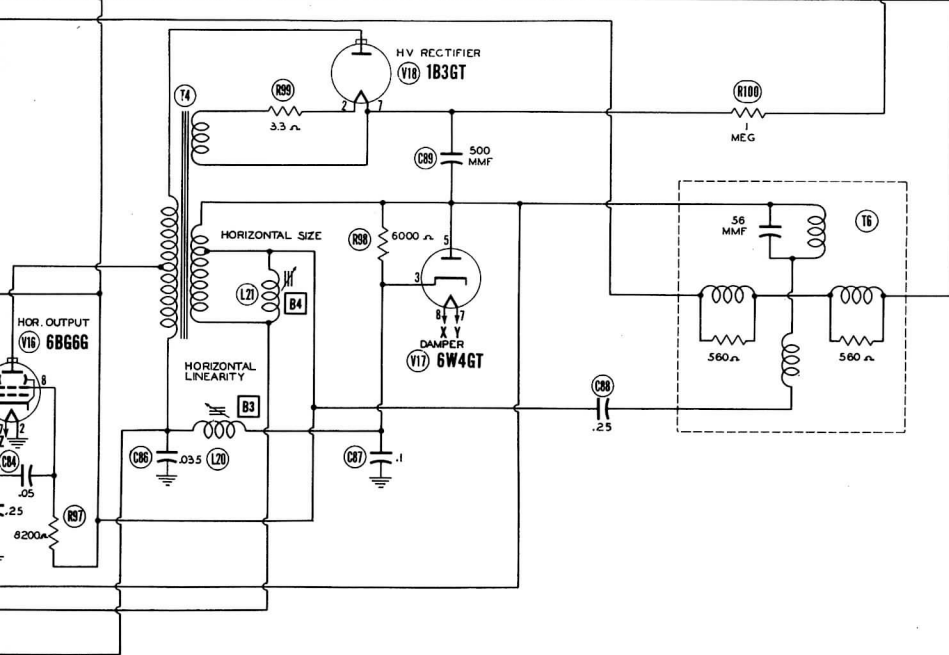 HV RECTIFIER
V18 1B3GT
R99
T4
2
7
3.3 Ω
R100
1
MEG
C89
500
MMF
HORIZONTAL SIZE
R98
6000 Ω
5
3
56
MMF
T6
L21
B4
8
7
X Y
DAMPER
V17 6W4GT
HOR. OUTPUT
V16 6BG6G
8
560Ω
560Ω
HORIZONTAL
LINEARITY
B3
C88
.25
7
2
Z
C84
C86
.035
L20
C87
.1
.05
.25
R97
8200Ω